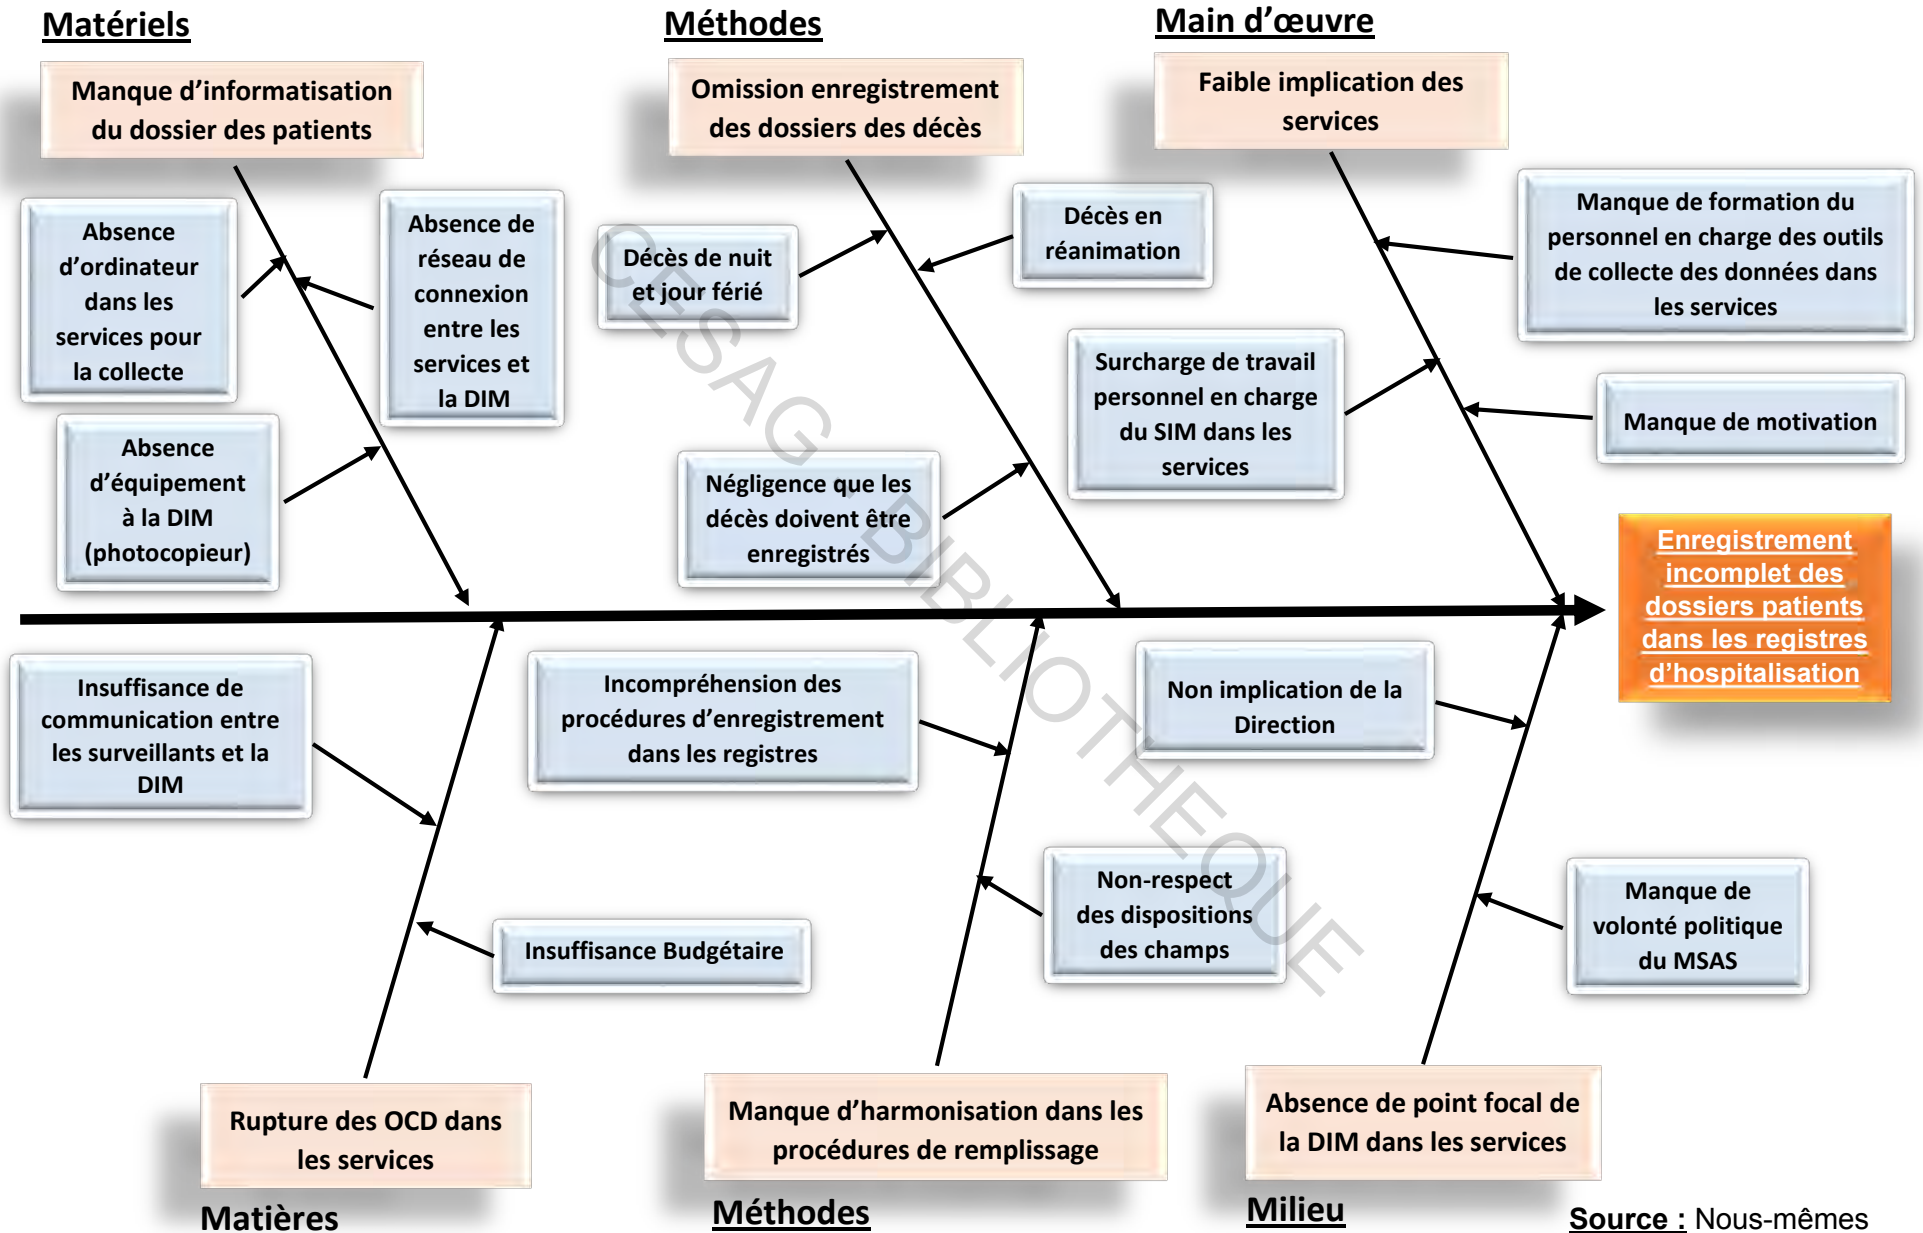 Matériels
Méthodes
Main d'œuvre
Manque d'informatisation
du dossier des patients
Omission enregistrement
des dossiers des décès
Faible implication des
services
Absence
d'ordinateur
dans les
services pour
la collecte
Absence de
réseau de
connexion
entre les
services et
la DIM
Absence
d'équipement
à la DIM
(photocopieur)
Décès de nuit
et jour férié
Décès en
réanimation
Négligence que les
décès doivent être
enregistrés
Manque de formation du
personnel en charge des outils
de collecte des données dans
les services
Surcharge de travail
personnel en charge
du SIM dans les
services
Manque de motivation
Enregistrement
incomplet des
dossiers patients
dans les registres
d'hospitalisation
Insuffisance de
communication entre
les surveillants et la
DIM
Insuffisance Budgétaire
Incompréhension des
procédures d'enregistrement
dans les registres
Non-respect
des dispositions
des champs
Non implication de la
Direction
Manque de
volonté politique
du MSAS
Rupture des OCD dans
les services
Manque d'harmonisation dans les
procédures de remplissage
Absence de point focal de
la DIM dans les services
Matières
Méthodes
Milieu
Source : Nous-mêmes
CESAG - BIBLIOTHEQUE